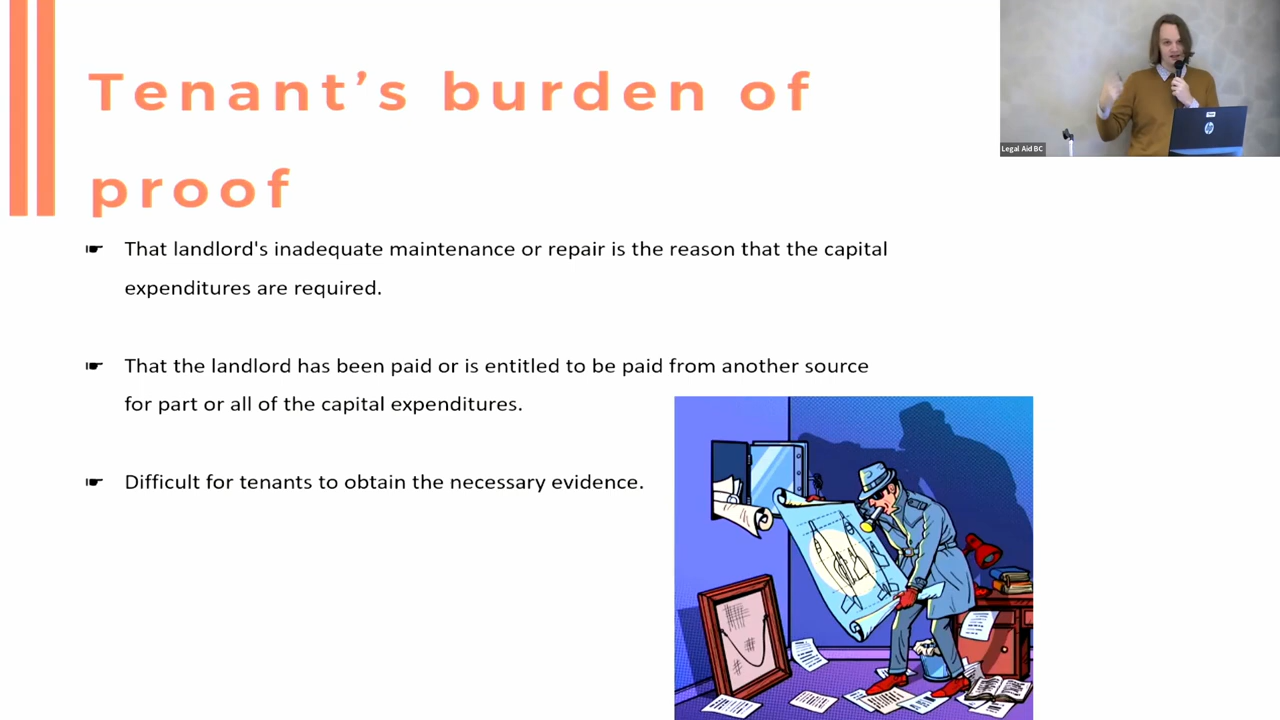 Tenant's burden of
proof
☛ That landlord's inadequate maintenance or repair is the reason that the capital
expenditures are required.
☛ That the landlord has been paid or is entitled to be paid from another source
for part or all of the capital expenditures.
☛ Difficult for tenants to obtain the necessary evidence.
Legal Aid BC
hp